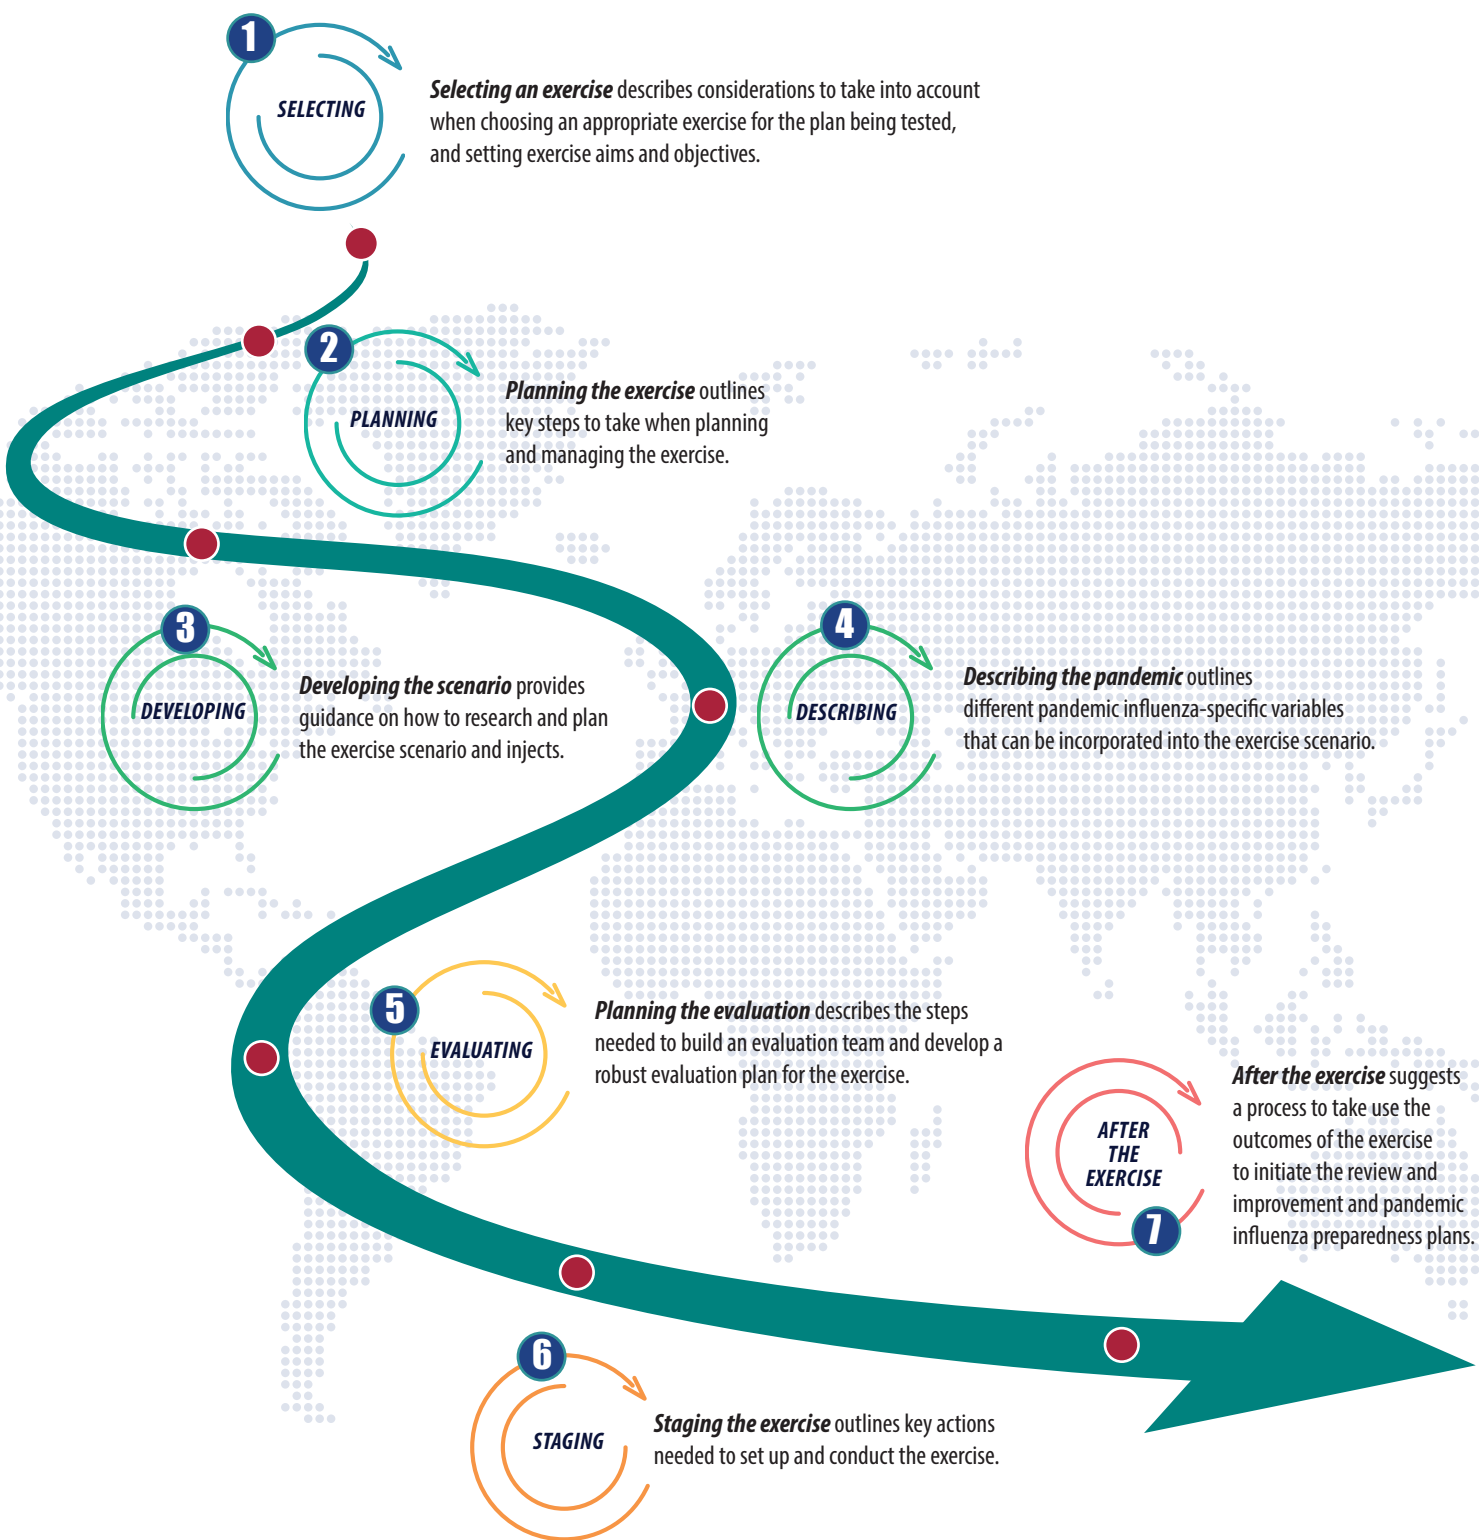 1
SELECTING
Selecting an exercise describes considerations to take into account
when choosing an appropriate exercise for the plan being tested,
and setting exercise aims and objectives.
2
PLANNING
Planning the exercise outlines
key steps to take when planning
and managing the exercise.
3
DEVELOPING
Developing the scenario provides
guidance on how to research and plan
the exercise scenario and injects.
4
DESCRIBING
Describing the pandemic outlines
different pandemic influenza-specific variables
that can be incorporated into the exercise scenario.
5
EVALUATING
Planning the evaluation describes the steps
needed to build an evaluation team and develop a
robust evaluation plan for the exercise.
6
STAGING
Staging the exercise outlines key actions
needed to set up and conduct the exercise.
AFTER
THE
EXERCISE
7
After the exercise suggests
a process to take use the
outcomes of the exercise
to initiate the review and
improvement and pandemic
influenza preparedness plans.